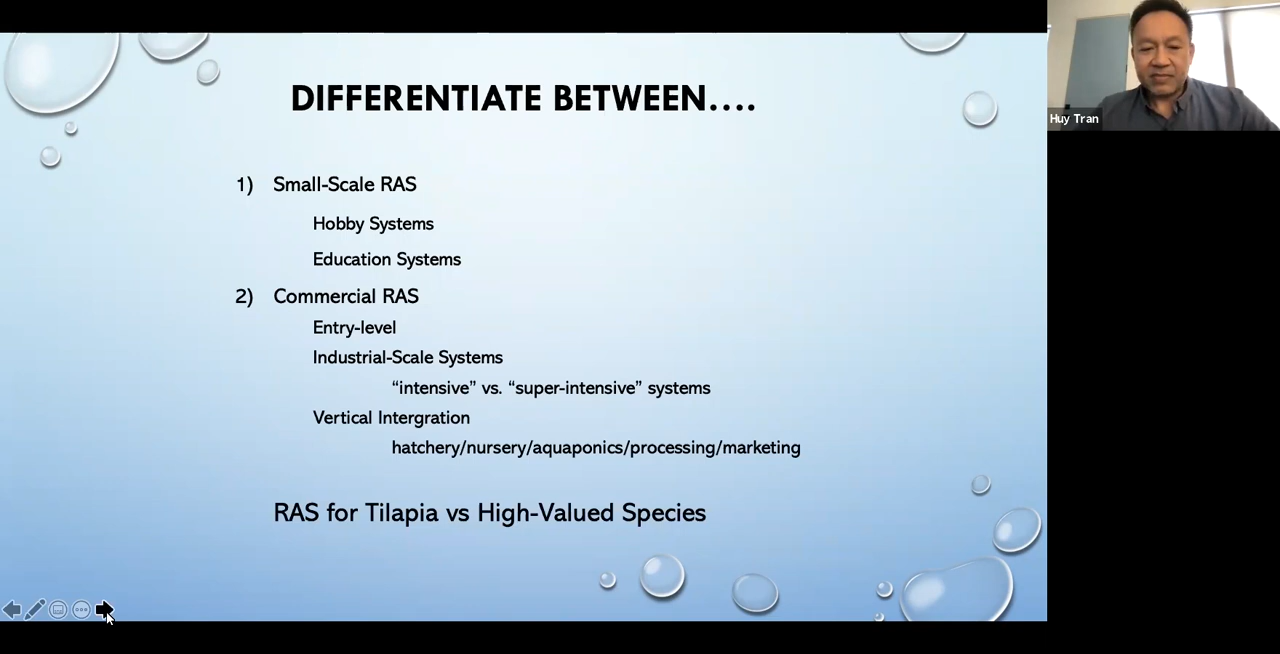 DIFFERENTIATE BETWEEN....
1) Small-Scale RAS
Hobby Systems
Education Systems
2) Commercial RAS
Entry-level
Industrial-Scale Systems
“intensive” vs. “super-intensive” systems
Vertical Intergration
hatchery/nursery/aquaponics/processing/marketing
RAS for Tilapia vs High-Valued Species
Huy Tran